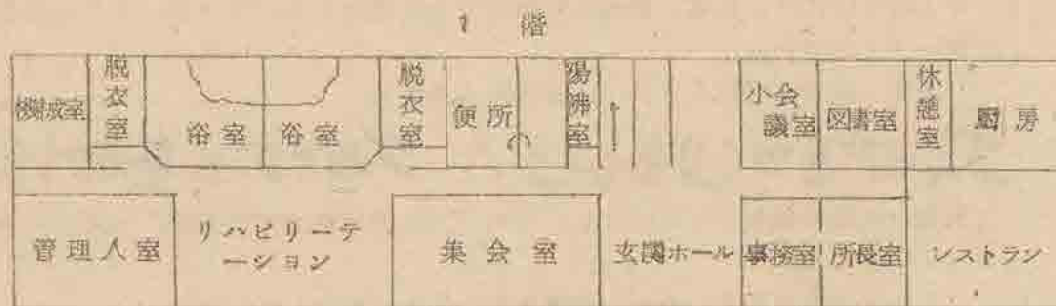 1 階
機械室
脱衣室
浴室
浴室
脱衣室
便所
湯沸室
小会議室
図書室
休憩室
厨房
管理人室
リハビリーテーション
集会室
玄関ホール
事務室
所長室
レストラン